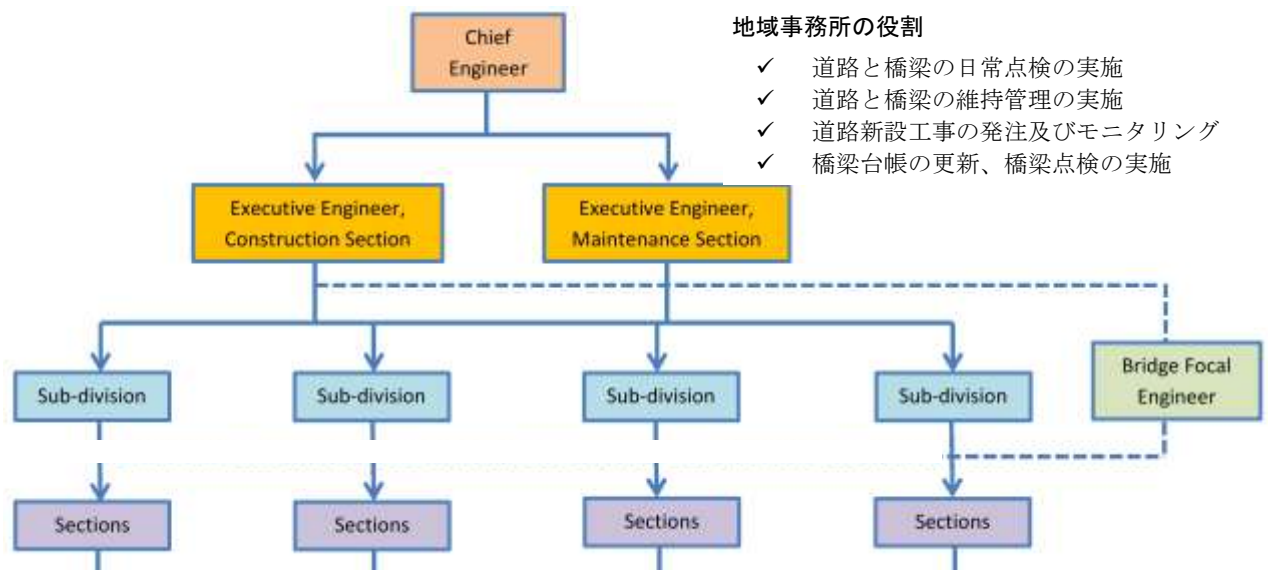 Chief
Engineer
地域事務所の役割
✓ 道路と橋梁の日常点検の実施
✓ 道路と橋梁の維持管理の実施
✓ 道路新設工事の発注及びモニタリング
✓ 橋梁台帳の更新、橋梁点検の実施
Executive Engineer,
Construction Section
Executive Engineer,
Maintenance Section
Sub-division
Sub-division
Sub-division
Sub-division
Bridge Focal
Engineer
Sections
Sections
Sections
Sections